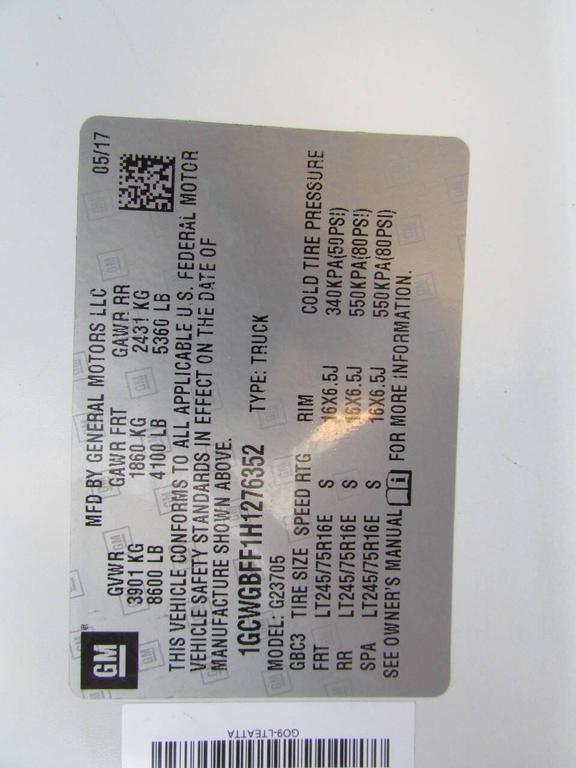 MFD BY GENERAL MOTORS LLC 05/17
GVWR GAWR FRT GAWR RR
3901 KG 1860 KG 2431 KG
8600 LB 4100 LB 5360 LB
GM
THIS VEHICLE CONFORMS TO ALL APPLICABLE U.S. FEDERAL MOTOR
VEHICLE SAFETY STANDARDS IN EFFECT ON THE DATE OF
MANUFACTURE SHOWN ABOVE.
1GCWGBFF1H1276352 TYPE: TRUCK
MODEL: G23705
GBC3 TIRE SIZE SPEED RTG RIM COLD TIRE PRESSURE
FRT LT245/75R16E S 16X6.5J 340KPA(50PSI)
RR LT245/75R16E S 16X6.5J 550KPA(80PSI)
SPA LT245/75R16E S 16X6.5J 550KPA(80PSI)
SEE OWNER'S MANUAL FOR MORE INFORMATION.
GO9-LTEATTA